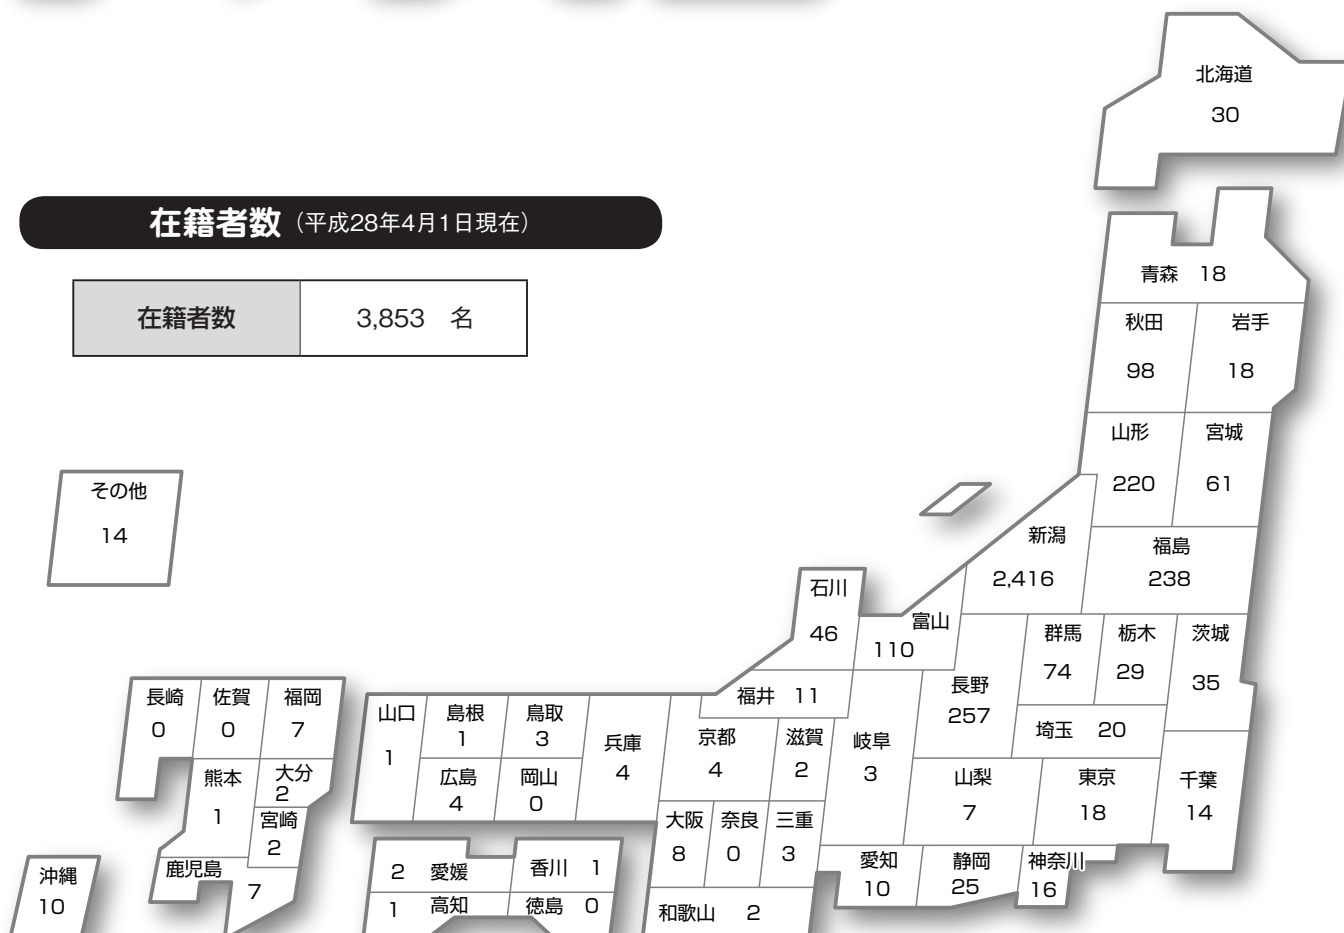 北海道
30
在籍者数（平成28年4月1日現在）
在籍者数 3,853 名
青森 18
秋田
98
岩手
18
山形
220
宮城
61
その他
14
新潟
2,416
福島
238
石川
46
富山
110
群馬
74
栃木
29
茨城
35
長野
257
埼玉 20
福井 11
岐阜
3
山梨
7
東京
18
千葉
14
長崎
0
佐賀
0
福岡
7
山口
1
島根
1
鳥取
3
兵庫
4
京都
4
滋賀
2
熊本
1
大分
2
宮崎
2
広島
4
岡山
0
大阪
8
奈良
0
三重
3
愛知
10
静岡
25
神奈川
16
鹿児島
7
沖縄
10
2 愛媛
香川 1
1 高知
徳島 0
和歌山 2